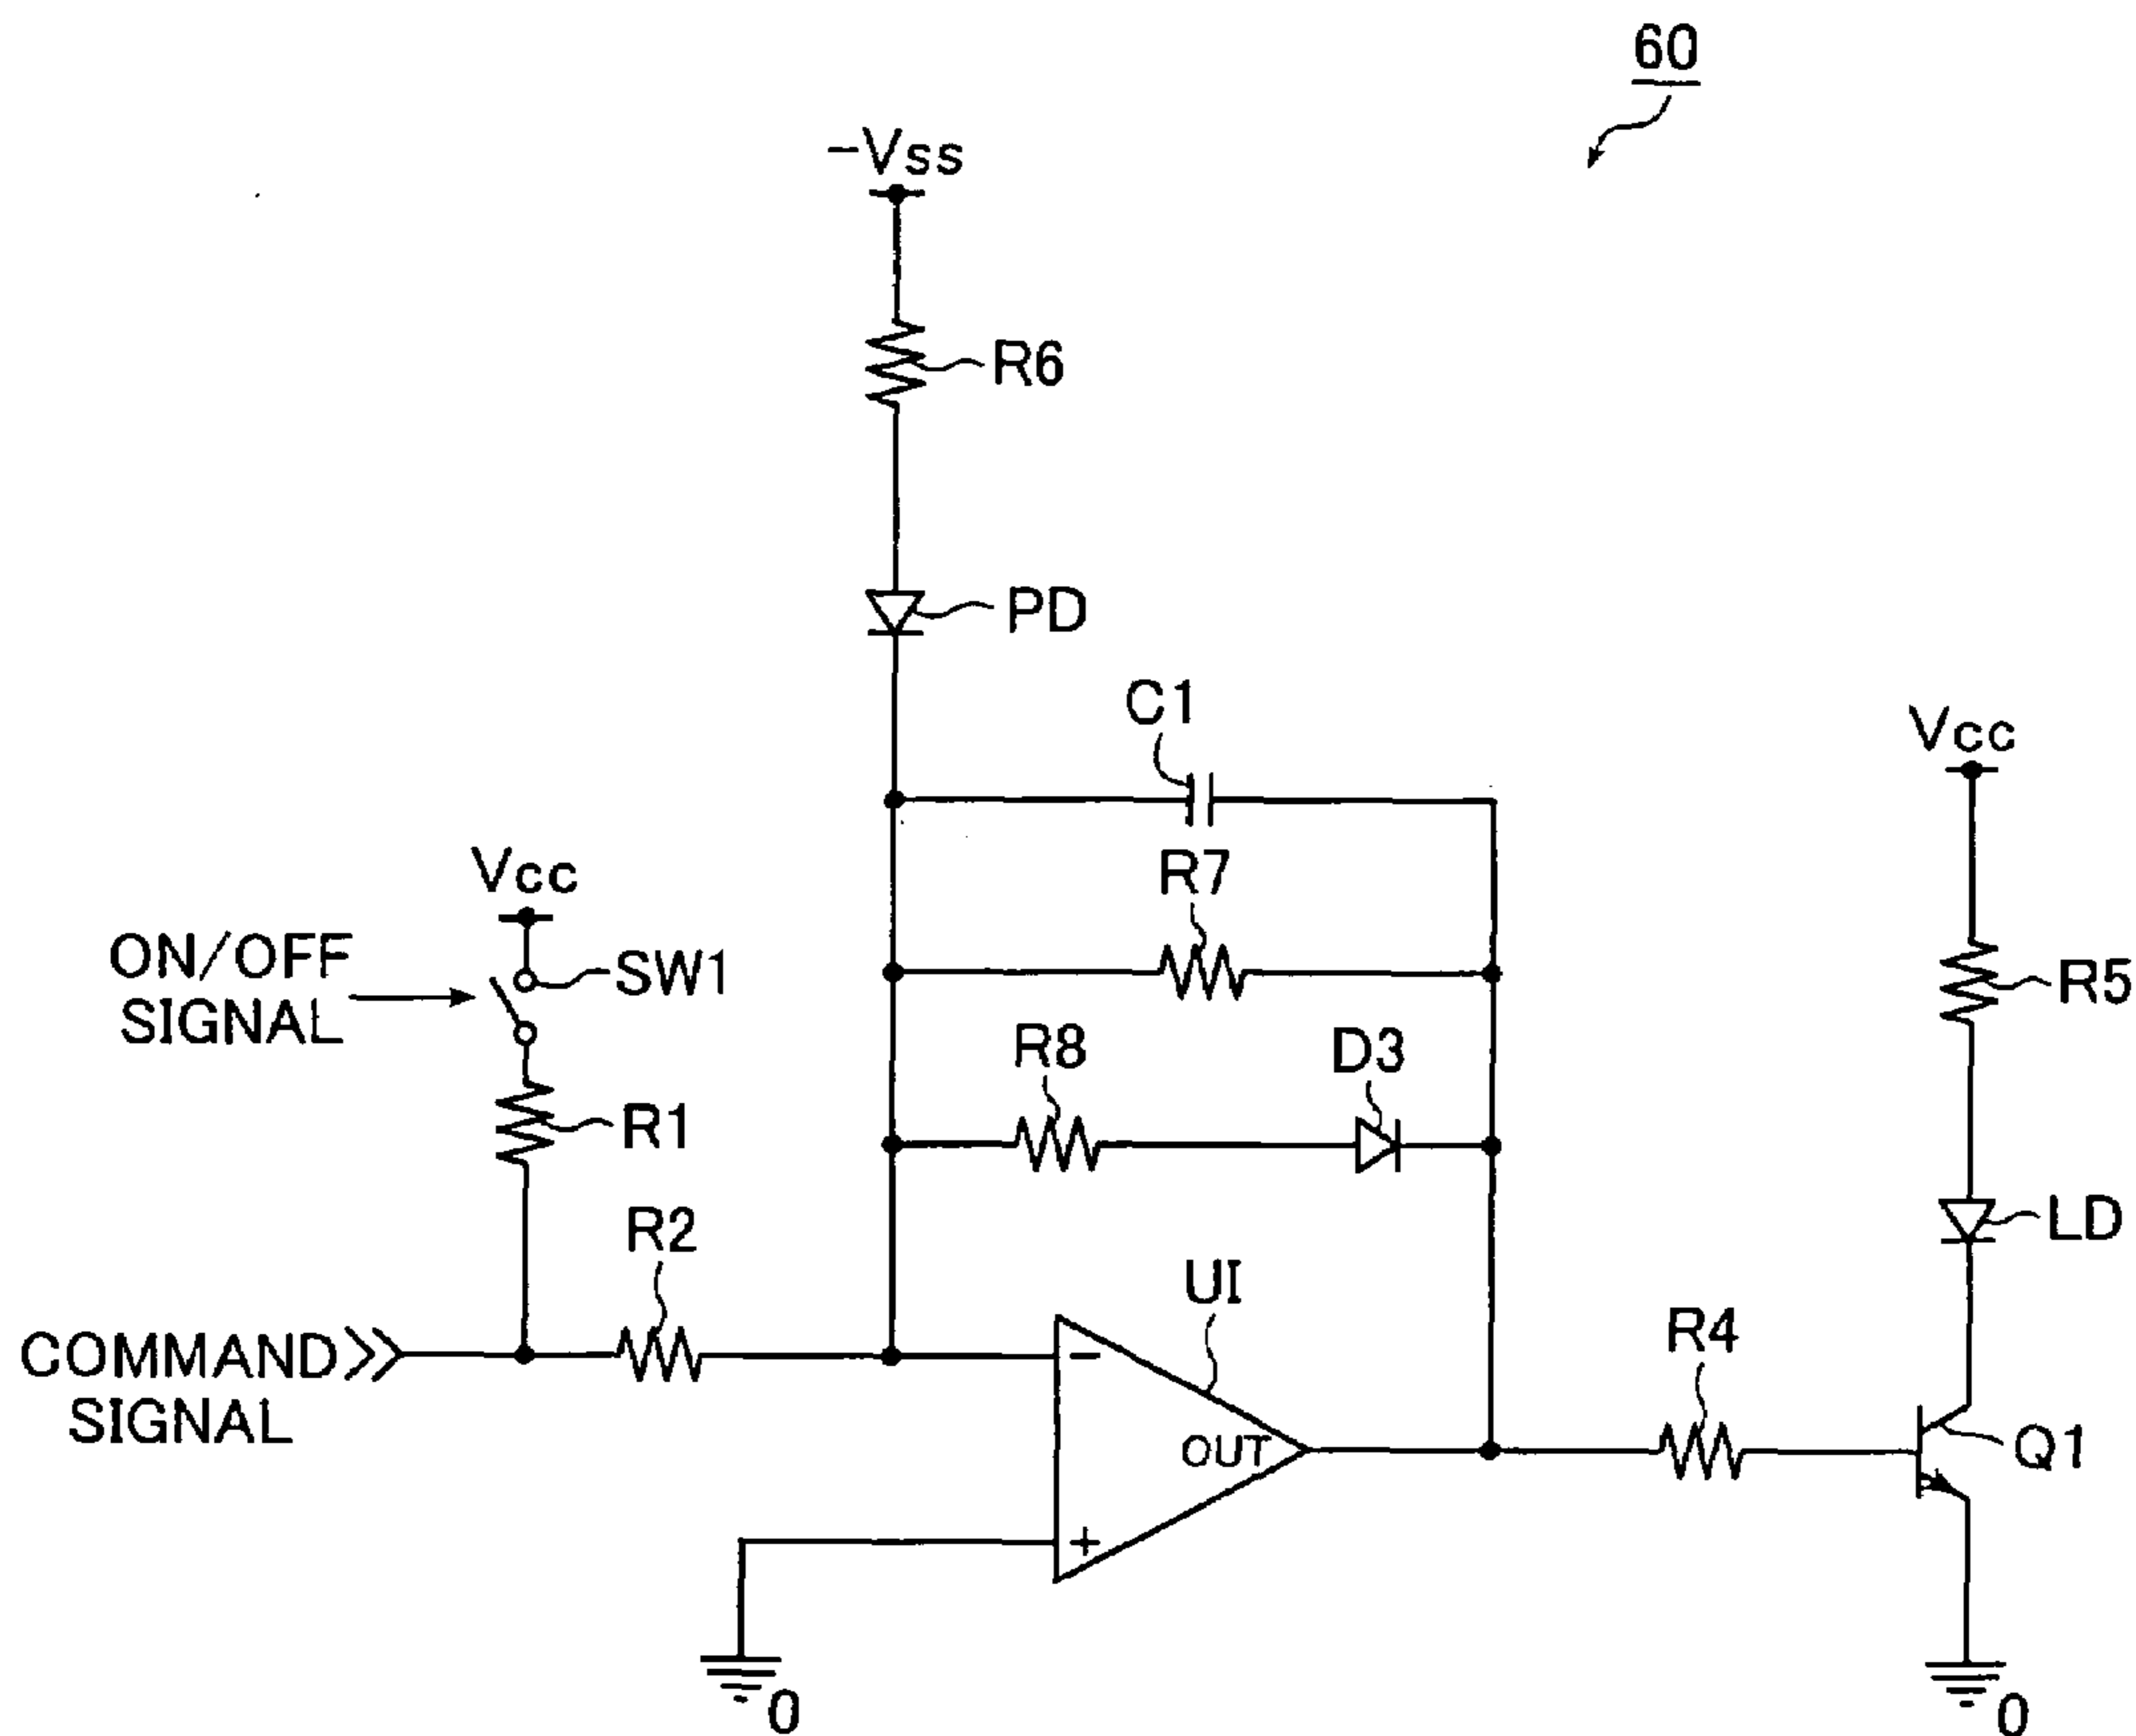 60
-Vss
R6
PD
C1
Vcc
R7
Vcc
ON/OFF
SIGNAL
SW1
R5
R8
D3
R1
R2
LD
UI
R4
COMMAND
SIGNAL
-
OUT
Q1
+
0
0